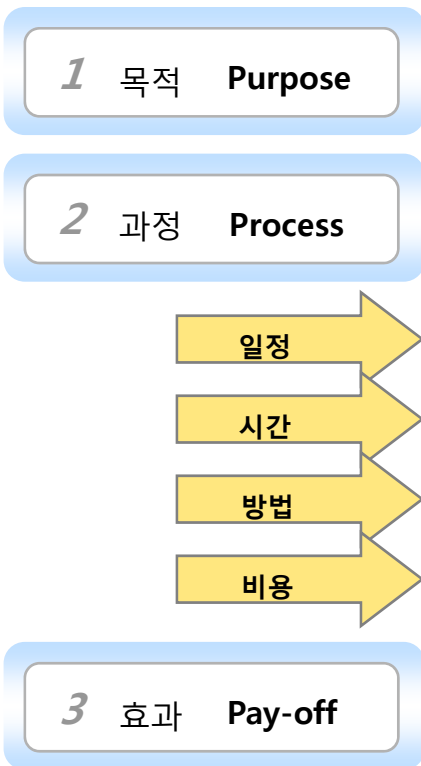 1 목적 Purpose
2 과정 Process
일정
시간
방법
비용
3 효과 Pay-off